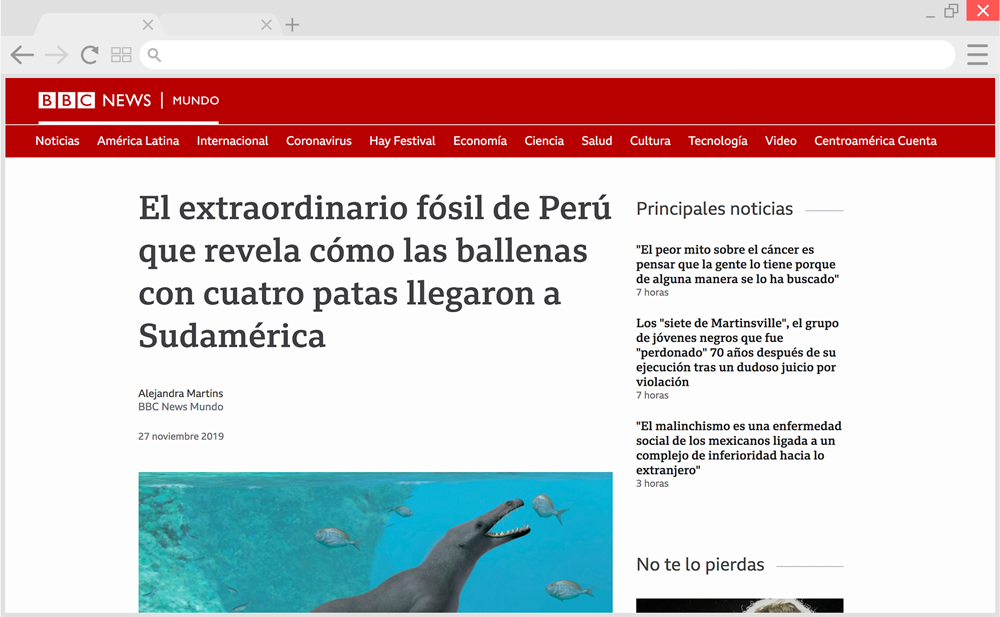 BBC NEWS | MUNDO
Noticias América Latina Internacional Coronavirus Hay Festival Economía Ciencia Salud Cultura Tecnología Video Centroamérica Cuenta
El extraordinario fósil de Perú
que revela cómo las ballenas
con cuatro patas llegaron a
Sudamérica
Alejandra Martins
BBC News Mundo
27 noviembre 2019
Principales noticias
"El peor mito sobre el cáncer es
pensar que la gente lo tiene porque
de alguna manera se lo ha buscado"
7 horas
Los "siete de Martinsville", el grupo
de jóvenes negros que fue
"perdonado" 70 años después de su
ejecución tras un dudoso juicio por
violación
7 horas
"El malinchismo es una enfermedad
social de los mexicanos ligada a un
complejo de inferioridad hacia lo
extranjero"
3 horas
No te lo pierdas